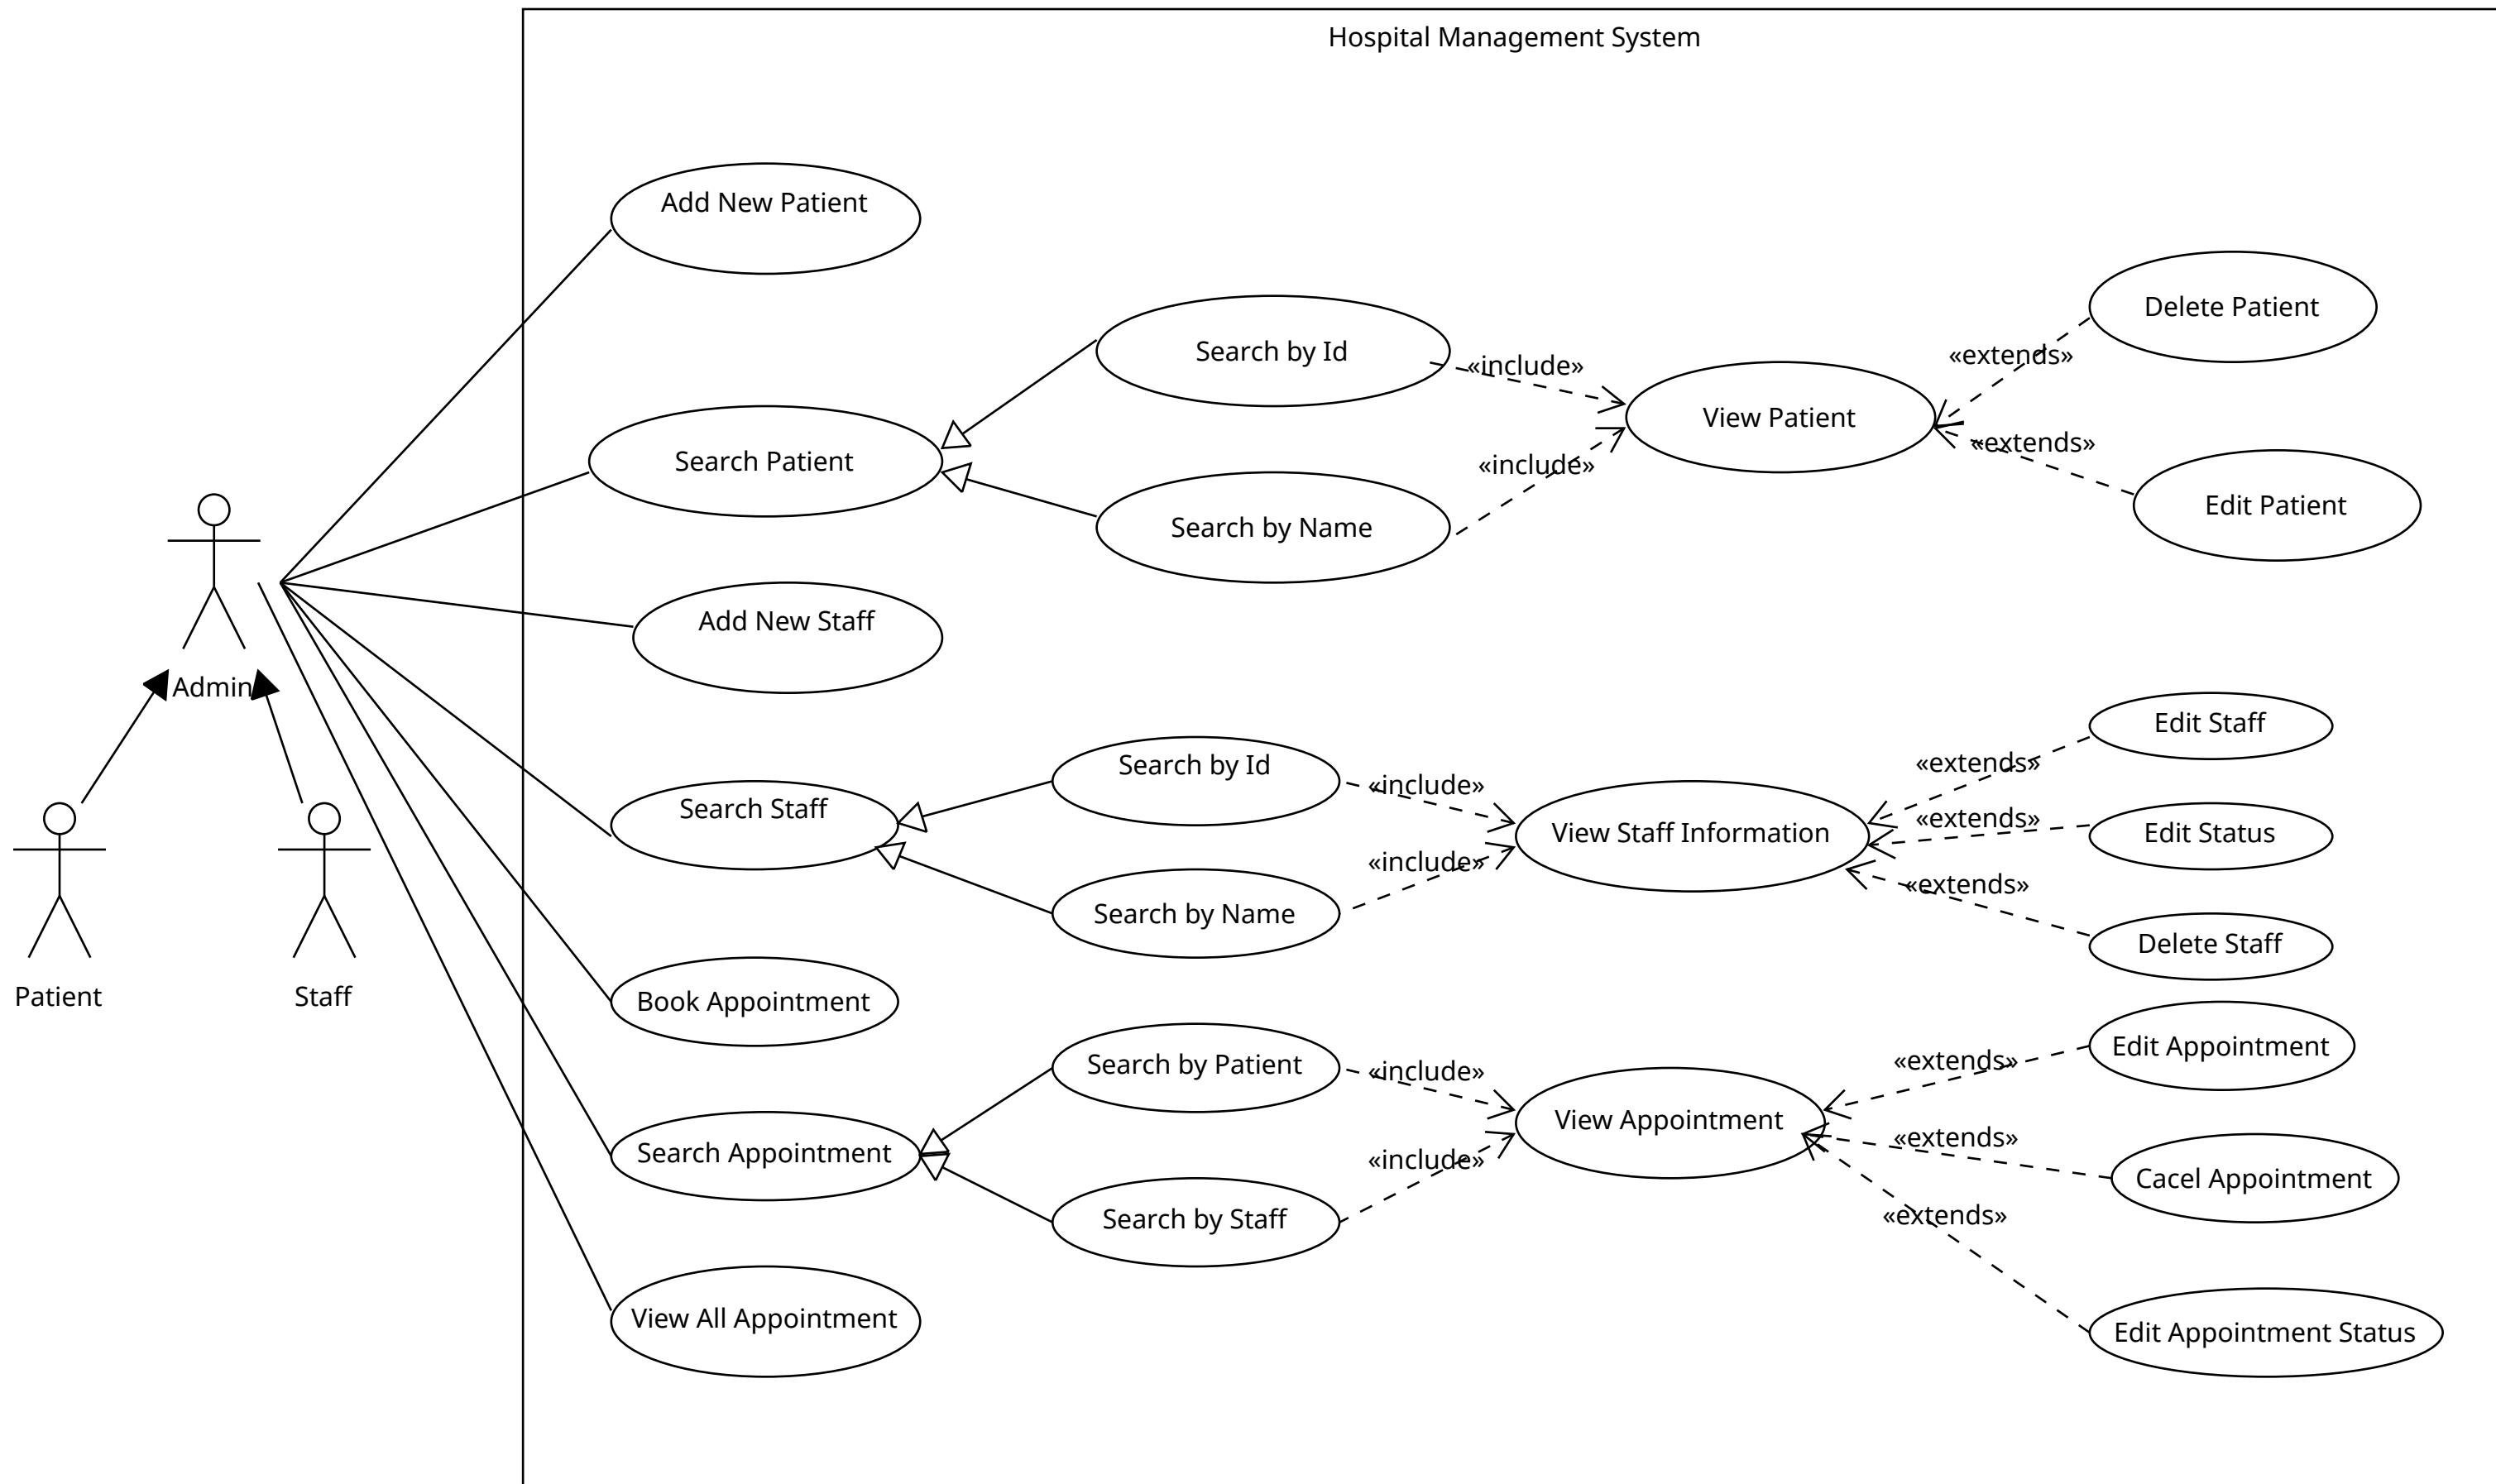 Hospital Management System
Add New Patient
Search Patient
Search by Id
«include»
Search by Name
«include»
View Patient
«extends»
Delete Patient
«extends»
Edit Patient
Add New Staff
Admin
Patient
Staff
Search Staff
Search by Id
«include»
Search by Name
«include»
View Staff Information
«extends»
Edit Staff
«extends»
Edit Status
«extends»
Delete Staff
Book Appointment
Search Appointment
Search by Patient
«include»
Search by Staff
«include»
View Appointment
«extends»
Edit Appointment
«extends»
Cacel Appointment
«extends»
Edit Appointment Status
View All Appointment